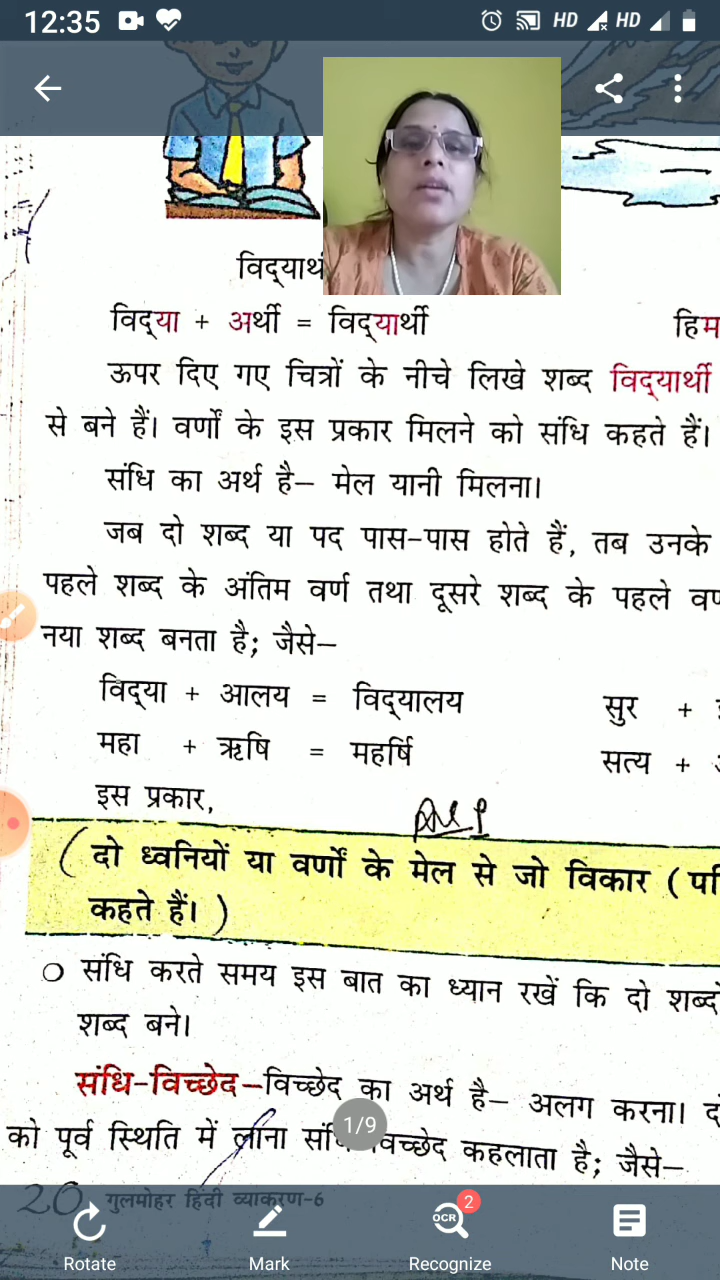 12:35 HD HD
विद्यार्थ
विद्या + अर्थी = विद्यार्थी हिम
ऊपर दिए गए चित्रों के नीचे लिखे शब्द विद्यार्थी
से बने हैं। वर्णों के इस प्रकार मिलने को संधि कहते हैं।
संधि का अर्थ है– मेल यानी मिलना।
जब दो शब्द या पद पास-पास होते हैं, तब उनके
पहले शब्द के अंतिम वर्ण तथा दूसरे शब्द के पहले
नया शब्द बनता है; जैसे–
विद्या + आलय = विद्यालय सुर +
महा + ऋषि = महर्षि सत्य +
इस प्रकार,
( दो ध्वनियों या वर्णों के मेल से जो विकार (
कहते हैं। )
संधि करते समय इस बात का ध्यान रखें कि दो
शब्द बने।
संधि-विच्छेद–विच्छेद का अर्थ है– अलग करना।
को पूर्व स्थिति में लाना कहलाता है; जैसे–
1/9
20 गुलमोहर हिंदी व्याकरण-6
OCR 2
Rotate Mark Recognize Note